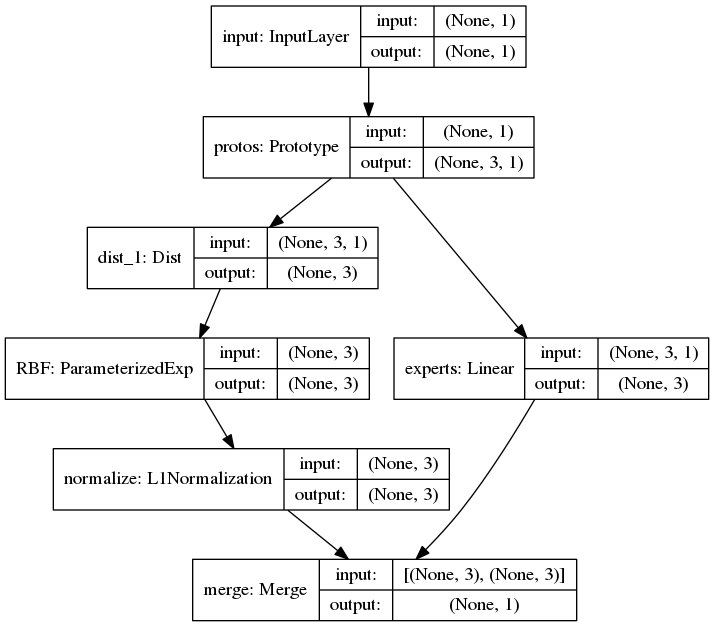 input: InputLayer
input:
(None, 1)
output:
(None, 1)
protos: Prototype
input:
(None, 1)
output:
(None, 3, 1)
dist_1: Dist
input:
(None, 3, 1)
output:
(None, 3)
RBF: ParameterizedExp
input:
(None, 3)
output:
(None, 3)
experts: Linear
input:
(None, 3, 1)
output:
(None, 3)
normalize: L1Normalization
input:
(None, 3)
output:
(None, 3)
merge: Merge
input:
[(None, 3), (None, 3)]
output:
(None, 1)